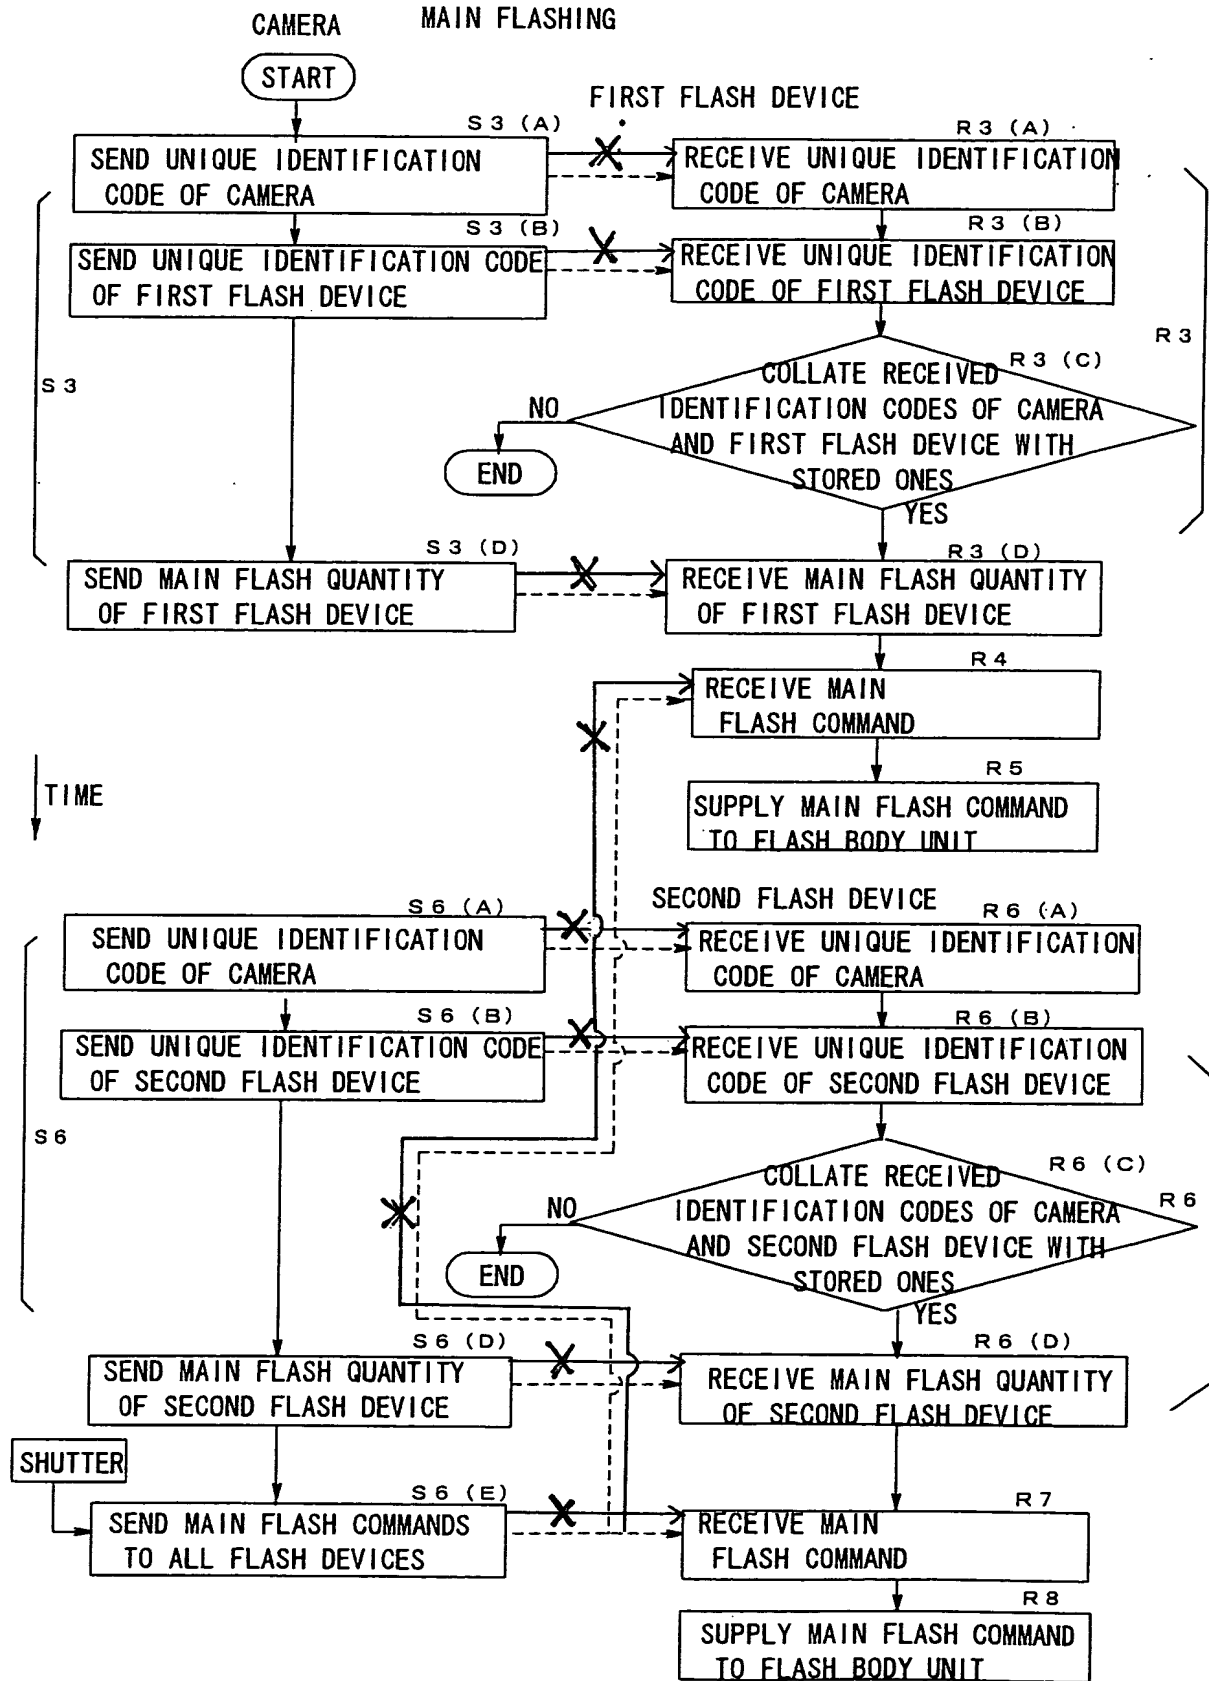 CAMERA
MAIN FLASHING
START
FIRST FLASH DEVICE
S3 (A)
R3 (A)
SEND UNIQUE IDENTIFICATION
CODE OF CAMERA
RECEIVE UNIQUE IDENTIFICATION
CODE OF CAMERA
S3 (B)
R3 (B)
SEND UNIQUE IDENTIFICATION CODE
OF FIRST FLASH DEVICE
RECEIVE UNIQUE IDENTIFICATION
CODE OF FIRST FLASH DEVICE
R3
S3
R3 (C)
COLLATE RECEIVED
IDENTIFICATION CODES OF CAMERA
AND FIRST FLASH DEVICE WITH
STORED ONES
NO
END
YES
S3 (D)
R3 (D)
SEND MAIN FLASH QUANTITY
OF FIRST FLASH DEVICE
RECEIVE MAIN FLASH QUANTITY
OF FIRST FLASH DEVICE
R4
RECEIVE MAIN
FLASH COMMAND
TIME
R5
SUPPLY MAIN FLASH COMMAND
TO FLASH BODY UNIT
SECOND FLASH DEVICE
S6 (A)
R6 (A)
SEND UNIQUE IDENTIFICATION
CODE OF CAMERA
RECEIVE UNIQUE IDENTIFICATION
CODE OF CAMERA
S6 (B)
R6 (B)
SEND UNIQUE IDENTIFICATION CODE
OF SECOND FLASH DEVICE
RECEIVE UNIQUE IDENTIFICATION
CODE OF SECOND FLASH DEVICE
S6
R6 (C)
R6
COLLATE RECEIVED
IDENTIFICATION CODES OF CAMERA
AND SECOND FLASH DEVICE WITH
STORED ONES
NO
END
YES
S6 (D)
R6 (D)
SEND MAIN FLASH QUANTITY
OF SECOND FLASH DEVICE
RECEIVE MAIN FLASH QUANTITY
OF SECOND FLASH DEVICE
SHUTTER
S6 (E)
R7
SEND MAIN FLASH COMMANDS
TO ALL FLASH DEVICES
RECEIVE MAIN
FLASH COMMAND
R8
SUPPLY MAIN FLASH COMMAND
TO FLASH BODY UNIT